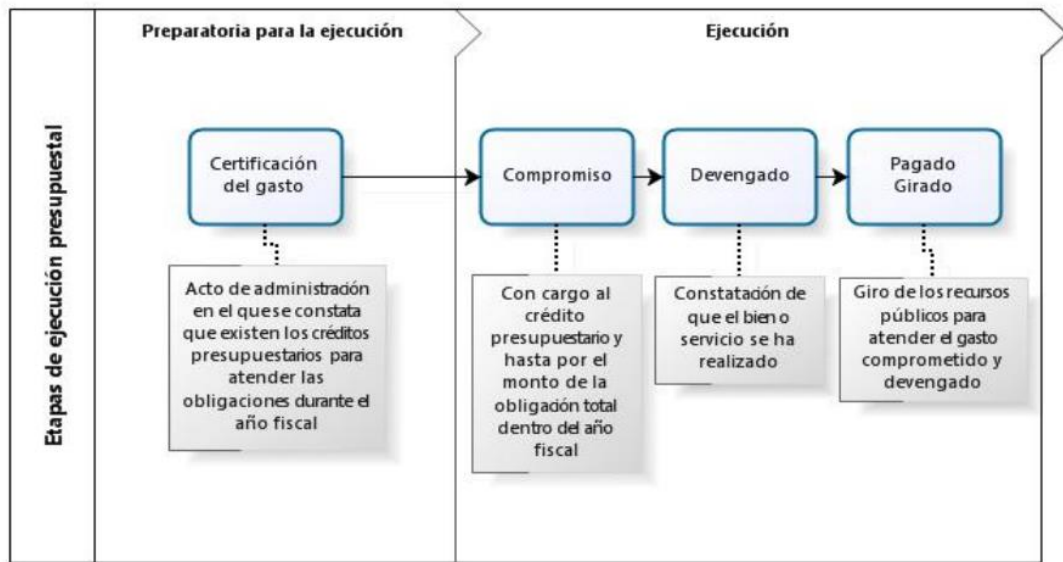 Preparatoria para la ejecución
Ejecución
Etapas de ejecución presupuestal
Certificación
del gasto
Compromiso
Devengado
Pagado
Girado
Acto de administración
en el que se constata
que existen los créditos
presupuestarios para
atender las
obligaciones durante el
año fiscal
Con cargo al
crédito
presupuestario y
hasta por el
monto de la
obligación total
dentro del año
fiscal
Constatación de
que el bien o
servicio se ha
realizado
Giro de los recursos
públicos para
atender el gasto
comprometido y
devengado